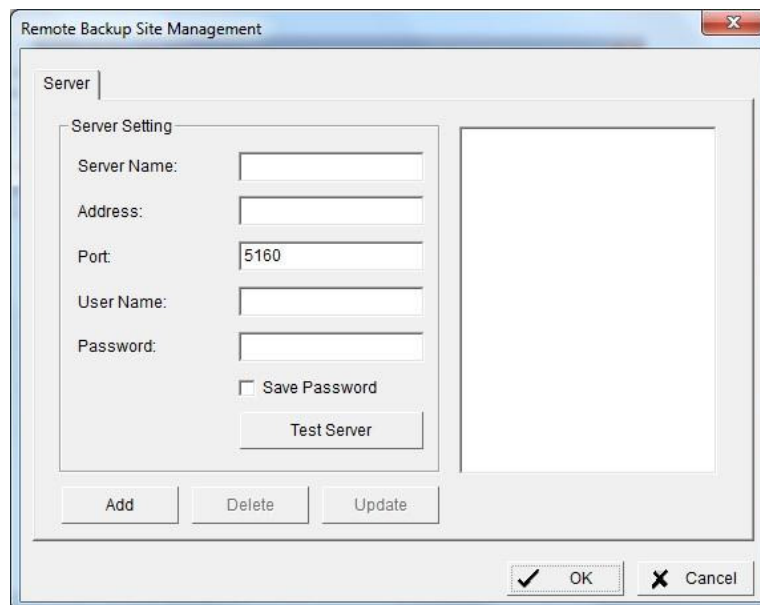 Remote Backup Site Management
Server
Server Setting
Server Name:
Address:
Port: 5160
User Name:
Password:
Save Password
Test Server
Add Delete Update
OK Cancel